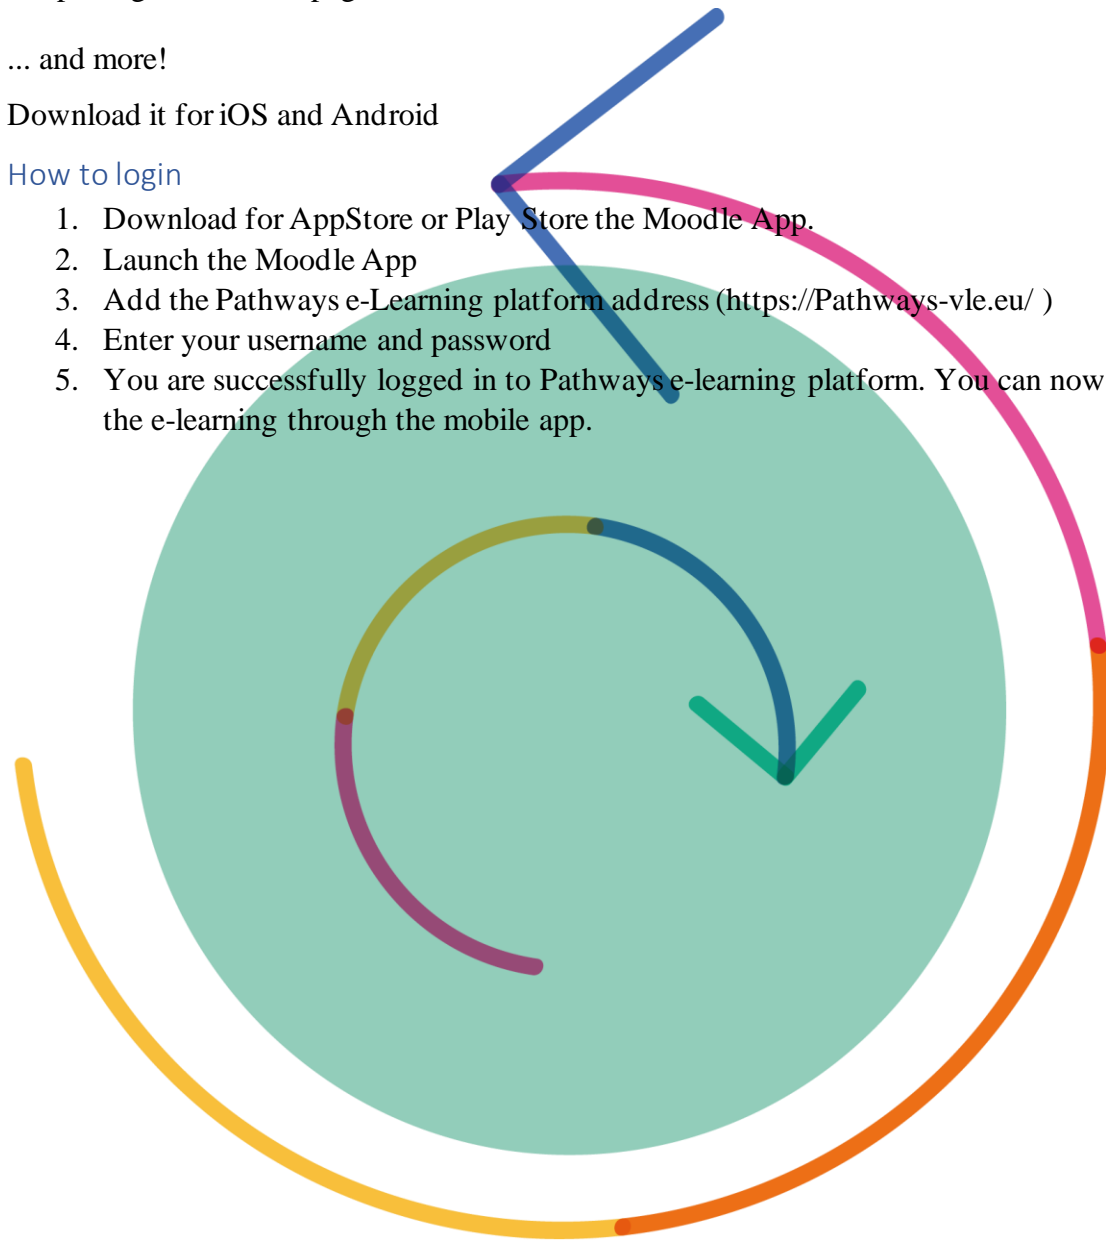 ... and more!
Download it for iOS and Android
How to login
1. Download for AppStore or Play Store the Moodle App.
2. Launch the Moodle App
3. Add the Pathways e-Learning platform address (https://Pathways-vle.eu/ )
4. Enter your username and password
5. You are successfully logged in to Pathways e-learning platform. You can now
the e-learning through the mobile app.